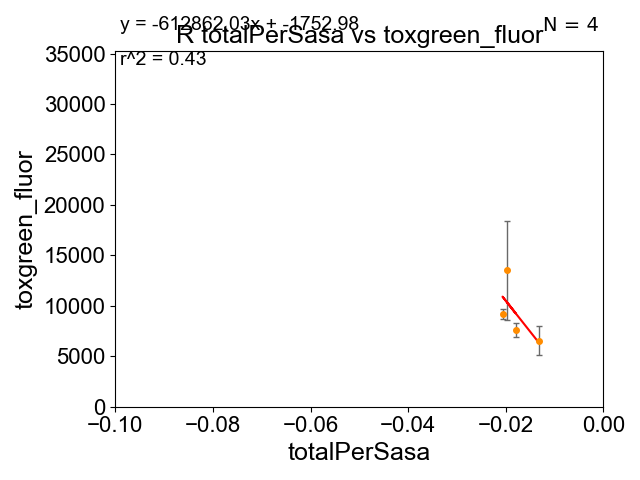 y = -612862.03x + -1752.98
N = 4
R totalPerSasa vs toxgreen_fluor
r^2 = 0.43
35000
30000
25000
20000
15000
10000
5000
0
toxgreen_fluor
−0.10
−0.08
−0.06
−0.04
−0.02
0.00
totalPerSasa